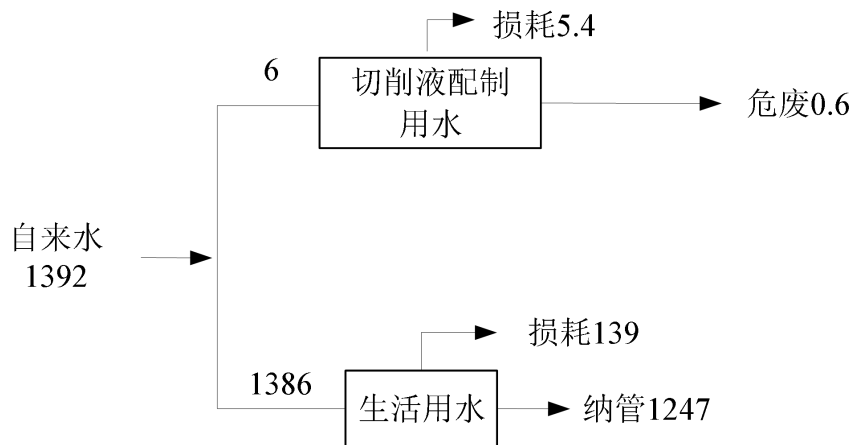 损耗5.4
6
切削液配制
用水
危废0.6
自来水
1392
损耗139
1386
生活用水
纳管1247